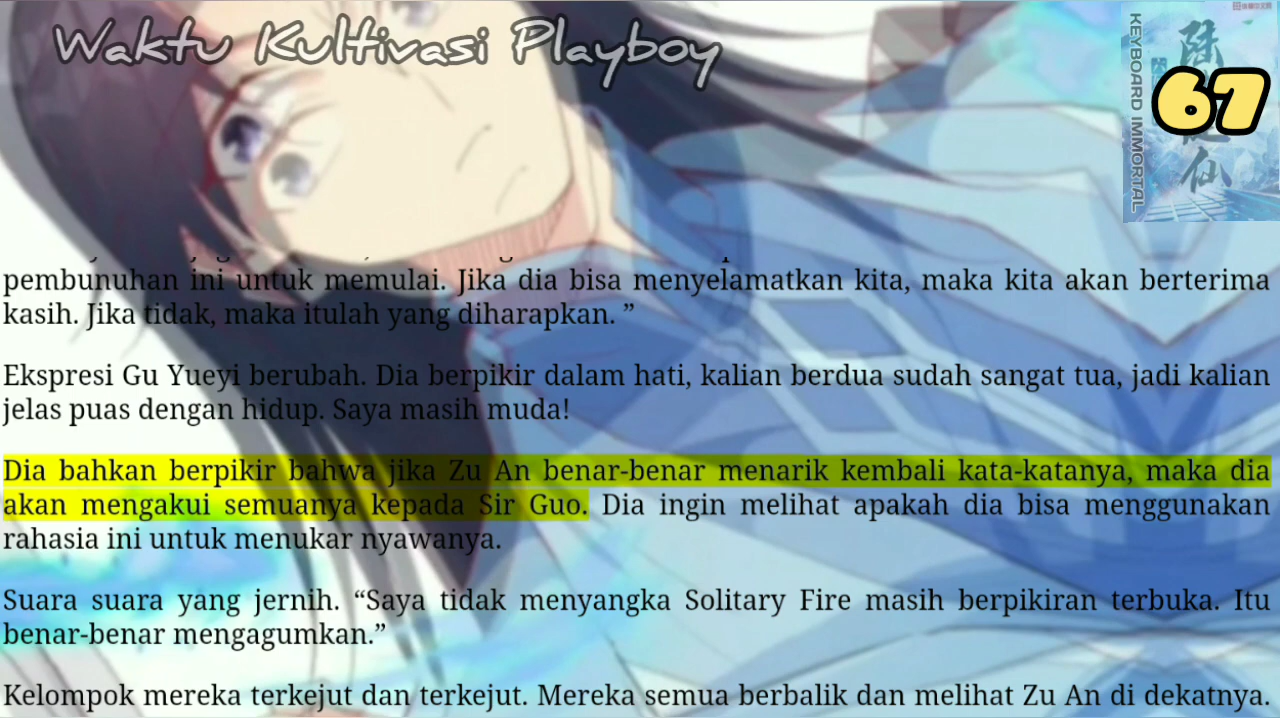 Waktu Kultivasi Playboy
KEYBOARD IMMORTAL
67
仙
pembunuhan ini untuk memulai. Jika dia bisa menyelamatkan kita, maka kita akan berterima
kasih. Jika tidak, maka itulah yang diharapkan. ”
Ekspresi Gu Yueyi berubah. Dia berpikir dalam hati, kalian berdua sudah sangat tua, jadi kalian
jelas puas dengan hidup. Saya masih muda!
Dia bahkan berpikir bahwa jika Zu An benar-benar menarik kembali kata-katanya, maka dia
akan mengakui semuanya kepada Sir Guo. Dia ingin melihat apakah dia bisa menggunakan
rahasia ini untuk menukar nyawanya.
Suara suara yang jernih. “Saya tidak menyangka Solitary Fire masih berpikiran terbuka. Itu
benar-benar mengagumkan.”
Kelompok mereka terkejut dan terkejut. Mereka semua berbalik dan melihat Zu An di dekatnya.